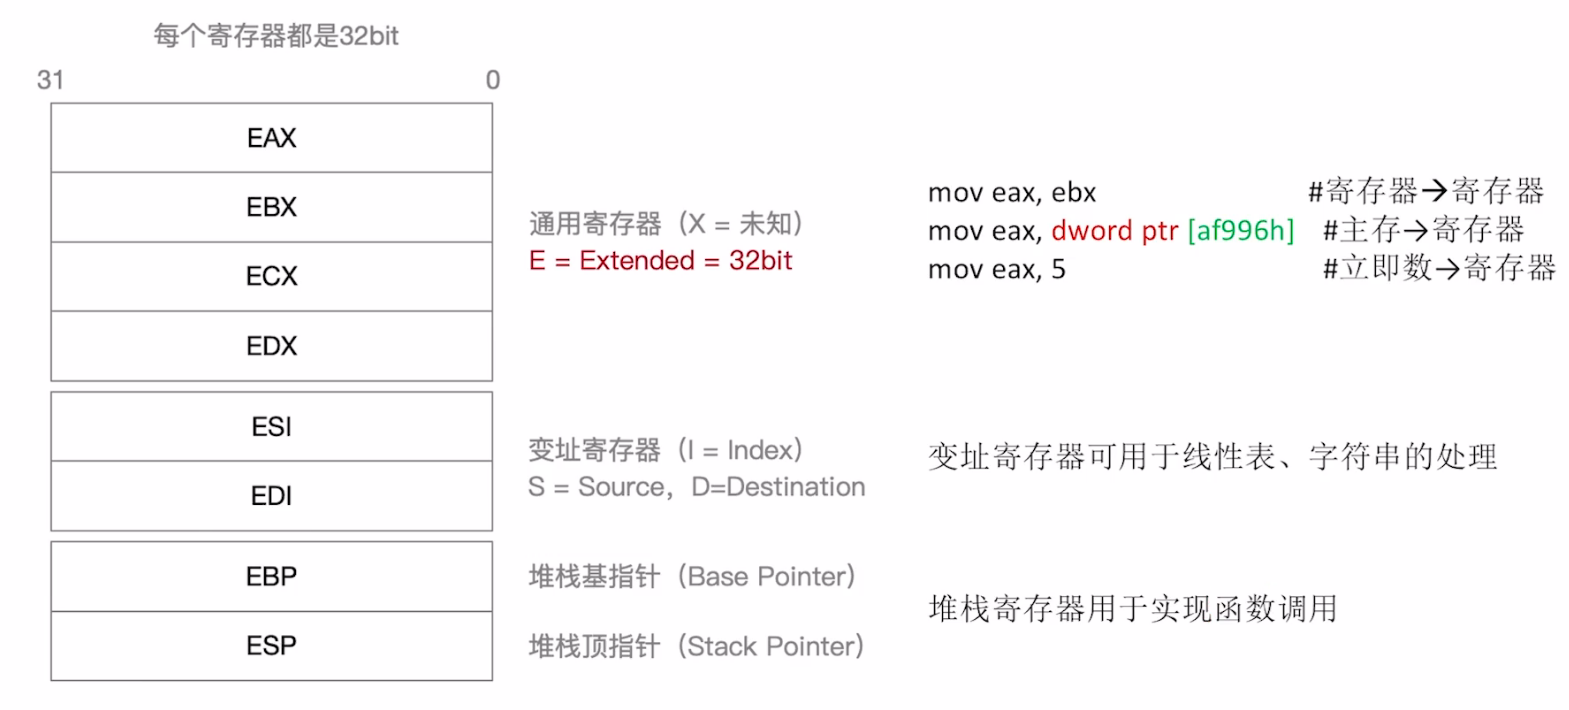 每个寄存器都是32bit
31 0
EAX
EBX
ECX
EDX
通用寄存器（X = 未知）
E = Extended = 32bit
mov eax, ebx #寄存器→寄存器
mov eax, dword ptr [af996h] #主存→寄存器
mov eax, 5 #立即数→寄存器
ESI
EDI
变址寄存器（I = Index）
S = Source，D=Destination
变址寄存器可用于线性表、字符串的处理
EBP
ESP
堆栈基指针（Base Pointer）
堆栈顶指针（Stack Pointer）
堆栈寄存器用于实现函数调用